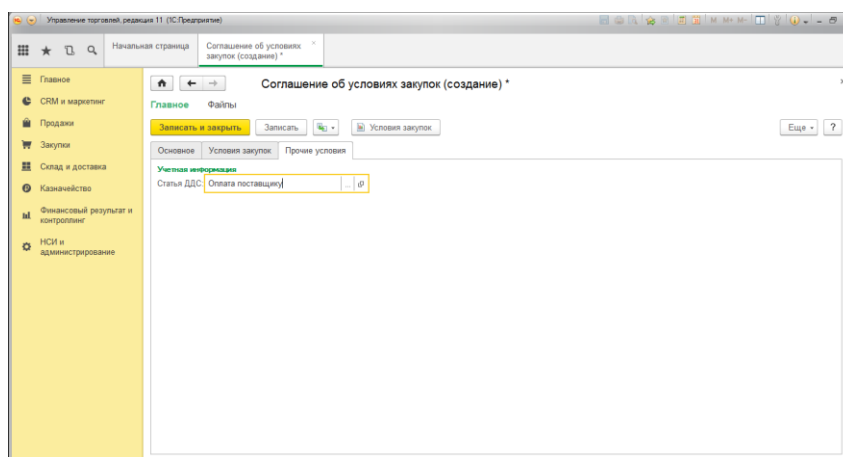 Управление торговлей, редакция 11 (1С:Предприятие)
M M+ M-
Начальная страница
Соглашение об условиях
закупок (создание) *
Главное
CRM и маркетинг
Продажи
Закупки
Склад и доставка
Казначейство
Финансовый результат и
контроллинг
НСИ и
администрирование
Соглашение об условиях закупок (создание) *
Главное Файлы
Записать и закрыть Записать Условия закупок Еще ?
Основное Условия закупок Прочие условия
Учетная информация
Статья ДДС: Оплата поставщику ...